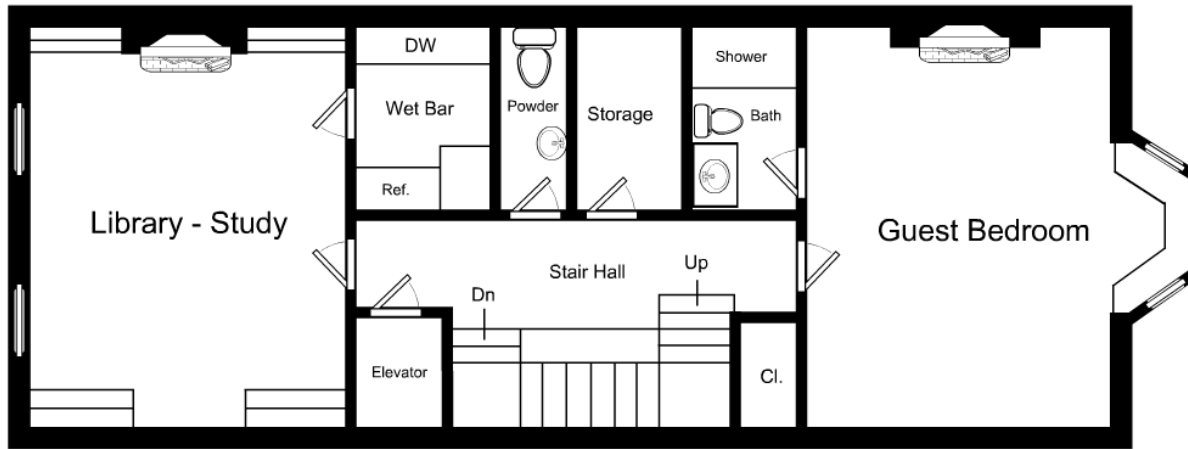 DW
Shower
Wet Bar
Powder
Storage
Bath
Ref.
Library - Study
Guest Bedroom
Stair Hall
Up
Dn
Elevator
Cl.